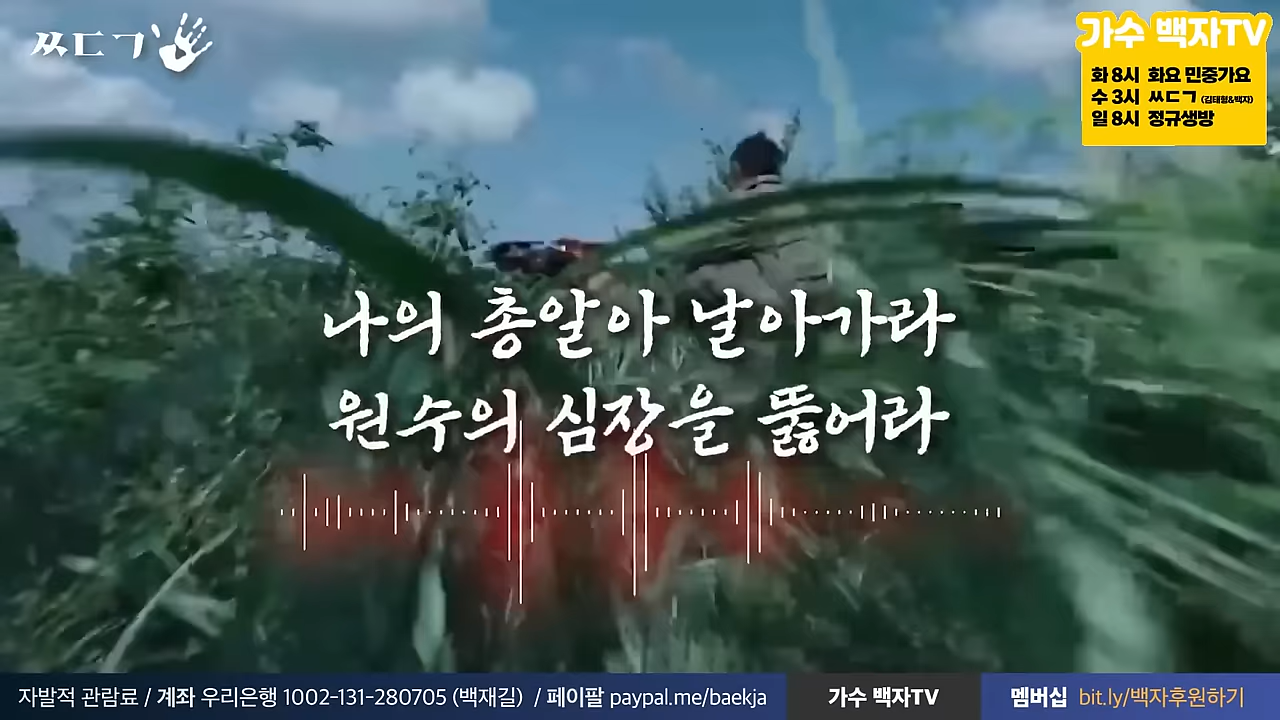 ㅆㄷㄱ
가수 백자TV
화 8시 화요 민중가요
수 3시 ㅆㄷㄱ (김태형&백자)
일 8시 정규생방
나의 총알아 날아가라
원수의 심장을 뚫어라
자발적 관람료 / 계좌 우리은행 1002-131-280705 (백재길) / 페이팔 paypal.me/baekja
가수 백자TV
멤버십 bit.ly/백자후원하기